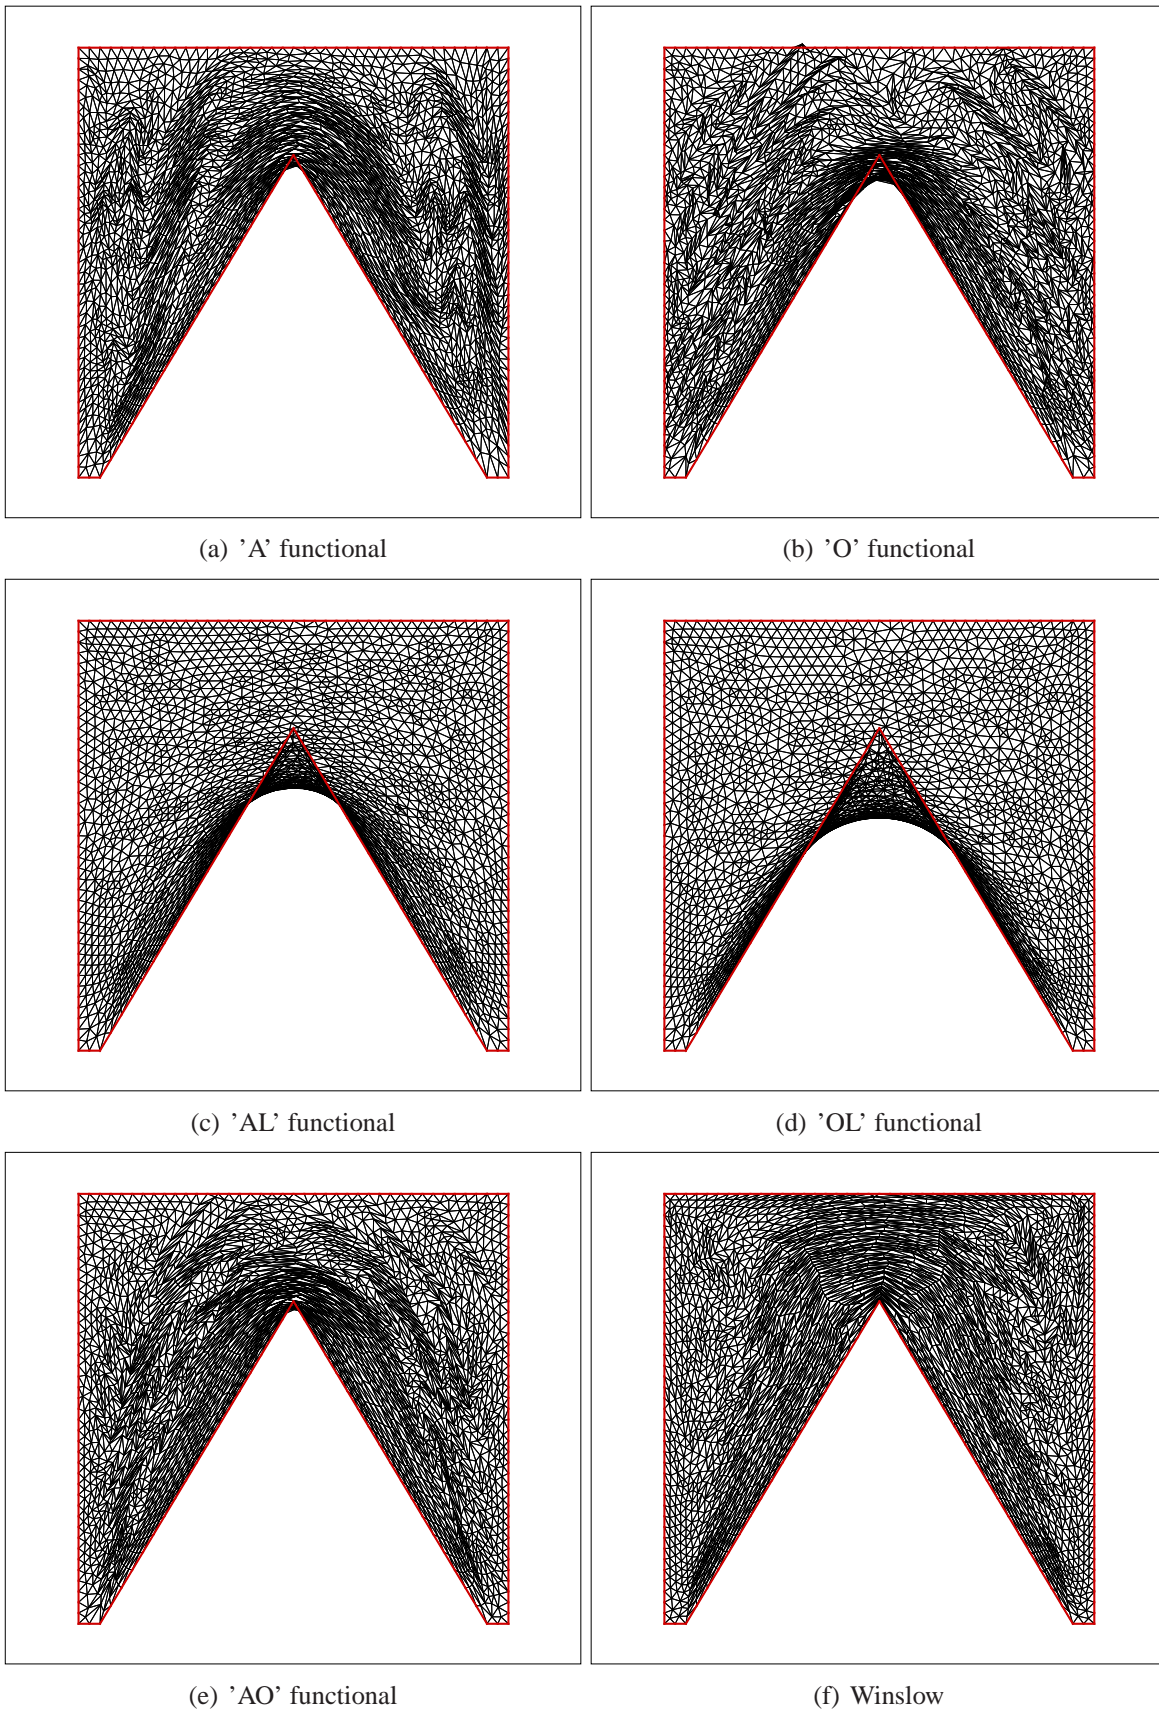 (a) ’A’ functional
(b) ’O’ functional
(c) ’AL’ functional
(d) ’OL’ functional
(e) ’AO’ functional
(f) Winslow